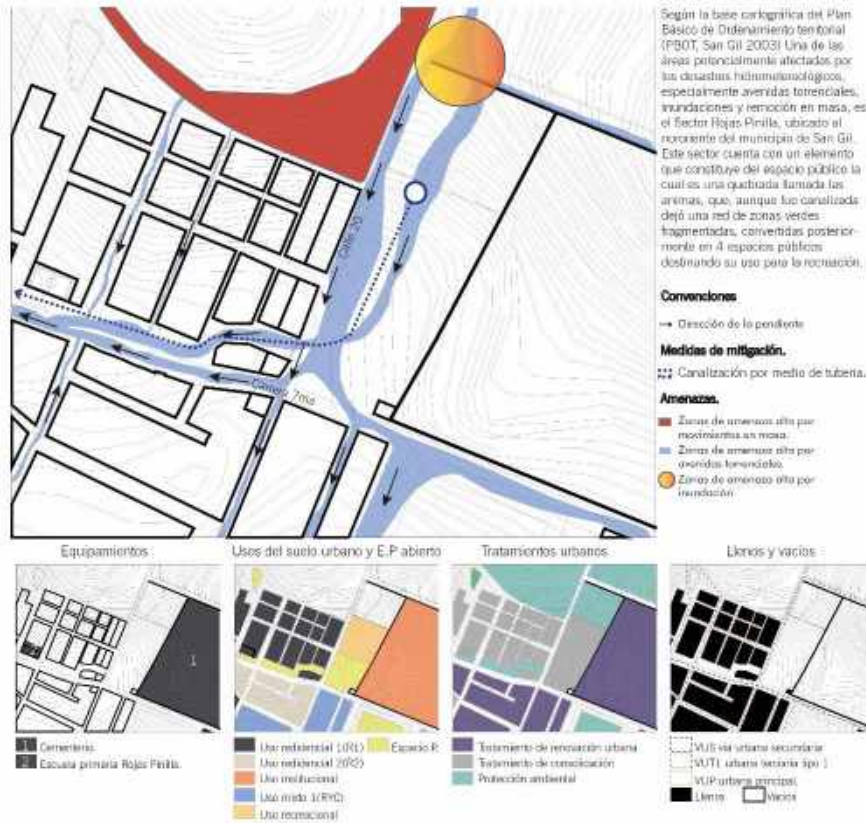 Según la base cartográfica del Plan
Básico de Ordenamiento territorial
(PBOT, San Gil 2003) Una de las
áreas potencialmente afectadas por
los desastres hidrometeorológicos,
especialmente avenidas torrenciales,
inundaciones y remoción en masa, es
el Sector Rojas Pinilla, ubicado al
nororiente del municipio de San Gil.
Este sector cuenta con un elemento
que constituye del espacio público la
cual es una quebrada llamada las
animas, que, aunque fue canalizada
dejó una red de zonas verdes
fragmentadas, convertidas posterior-
mente en 4 espacios públicos
destinando su uso para la recreación.
Convenciones
Dirección de la pendiente
Medidas de mitigación.
Canalización por medio de tubería.
Amenazas.
Zonas de amenaza alta por
movimientos en masa.
Zonas de amenaza alta por
avenidas torrenciales.
Zonas de amenaza alta por
inundación
Calle 20
Carrera 7ma
Equipamientos
1
1 Cementerio.
2 Escuela primaria Rojas Pinilla.
Usos del suelo urbano y E.P abierto
Uso residencial 1(R1)
Espacio P.
Uso residencial 2(R2)
Uso institucional
Uso mixto 1(RYC)
Uso recreacional
Tratamientos urbanos
Tratamiento de renovación urbana
Tratamiento de consolicación
Protección ambiental
Llenos y vacíos
VUS via urbana secundaria
VUT1 urbana terciaria tipo 1
VUP urbana principal
Llenos
Vacíos